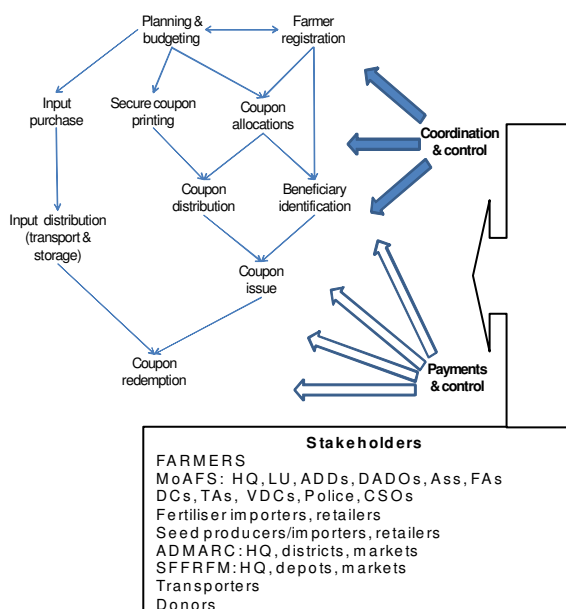 Planning &
budgeting
Farmer
registration
Input
purchase
Secure coupon
printing
Coupon
allocations
Coordination
& control
Coupon
distribution
Beneficiary
identification
Input distribution
(transport &
storage)
Coupon
issue
Coupon
redemption
Payments
& control
Stakeholders
FARMERS
MoAFS: HQ, LU, ADDs, DADOs, Ass, FAs
DCs, TAs, VDCs, Police, CSOs
Fertiliser importers, retailers
Seed producers/importers, retailers
ADMARC: HQ, districts, markets
SFFRFM: HQ, depots, markets
Transporters
Donors